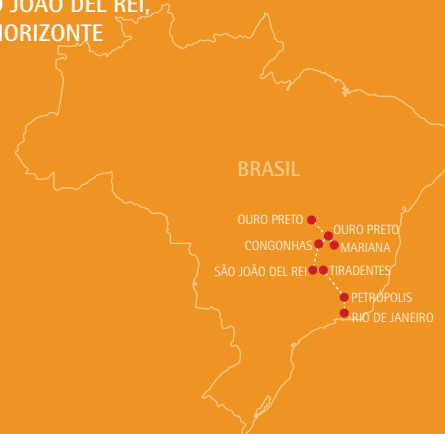 JOÃO DEL REI,
HORIZONTE
BRASIL
OURO PRETO
OURO PRETO
CONGONHAS
MARIANA
SÃO JOÃO DEL REI
TIRADENTES
PETRÓPOLIS
RIO DE JANEIRO